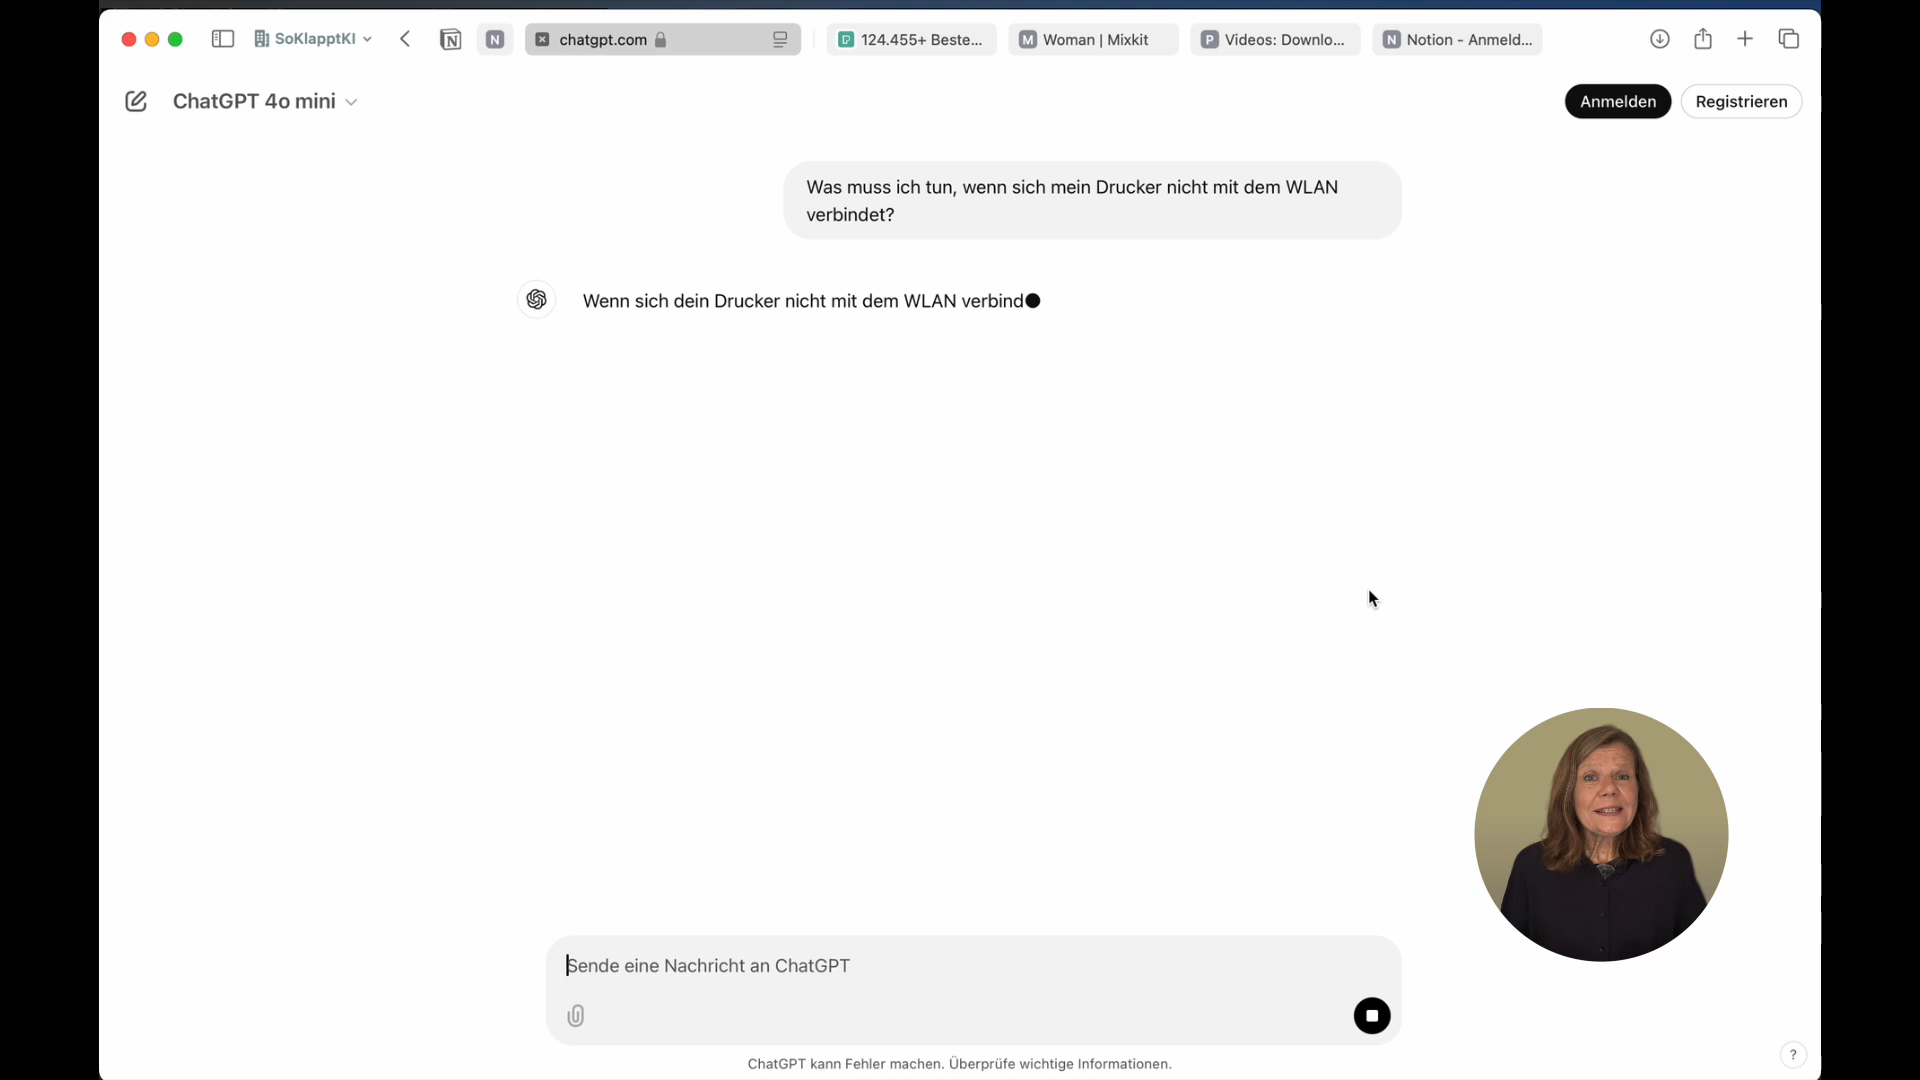 SoKlapptKI
N
N
chatgpt.com
124.455+ Beste...
M
Woman | Mixkit
P
Videos: Downlo...
N
Notion - Anmeld...
ChatGPT 4o mini
Anmelden
Registrieren
Was muss ich tun, wenn sich mein Drucker nicht mit dem WLAN
verbindet?
Wenn sich dein Drucker nicht mit dem WLAN verbind
Sende eine Nachricht an ChatGPT
ChatGPT kann Fehler machen. Überprüfe wichtige Informationen.
?